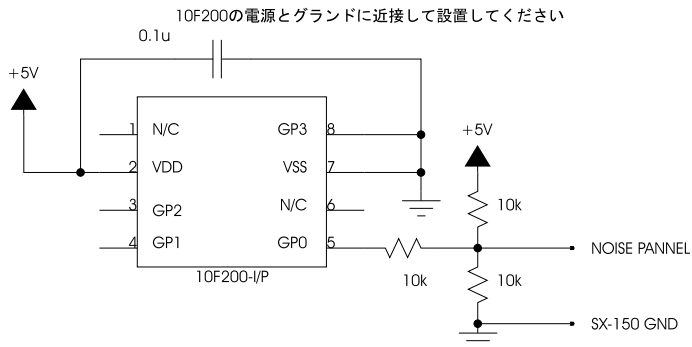 10F200の電源とグランドに近接して設置してください
0.1u
+5V
+5V
1 N/C GP3 8
2 VDD VSS 7
3 GP2 N/C 6
4 GP1 GP0 5
10F200-I/P
10k
10k
10k
NOISE PANNEL
SX-150 GND